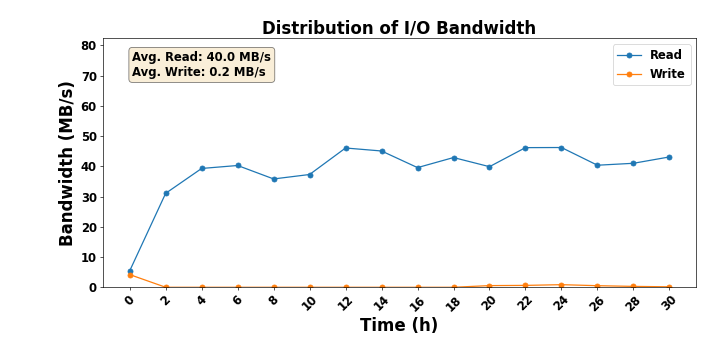 Distribution of I/O Bandwidth
Avg. Read: 40.0 MB/s
Avg. Write: 0.2 MB/s
Read
Write
Bandwidth (MB/s)
80
70
60
50
40
30
20
10
0
0 2 4 6 8 10 12 14 16 18 20 22 24 26 28 30
Time (h)